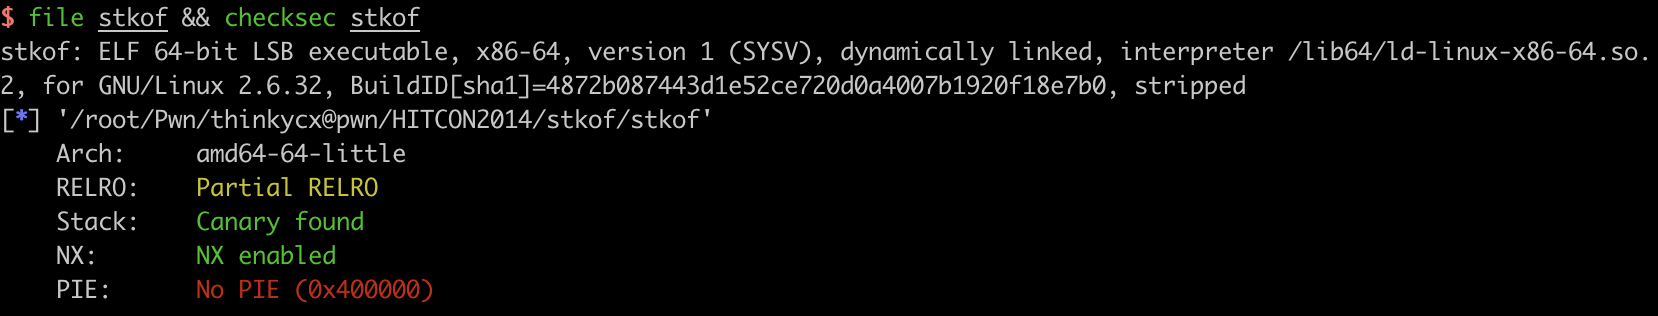 $ file stkof && checksec stkof
stkof: ELF 64-bit LSB executable, x86-64, version 1 (SYSV), dynamically linked, interpreter /lib64/ld-linux-x86-64.so.
2, for GNU/Linux 2.6.32, BuildID[sha1]=4872b087443d1e52ce720d0a4007b1920f18e7b0, stripped
[*] '/root/Pwn/thinkycx@pwn/HITCON2014/stkof/stkof'
    Arch:     amd64-64-little
    RELRO:    Partial RELRO
    Stack:    Canary found
    NX:       NX enabled
    PIE:      No PIE (0x400000)